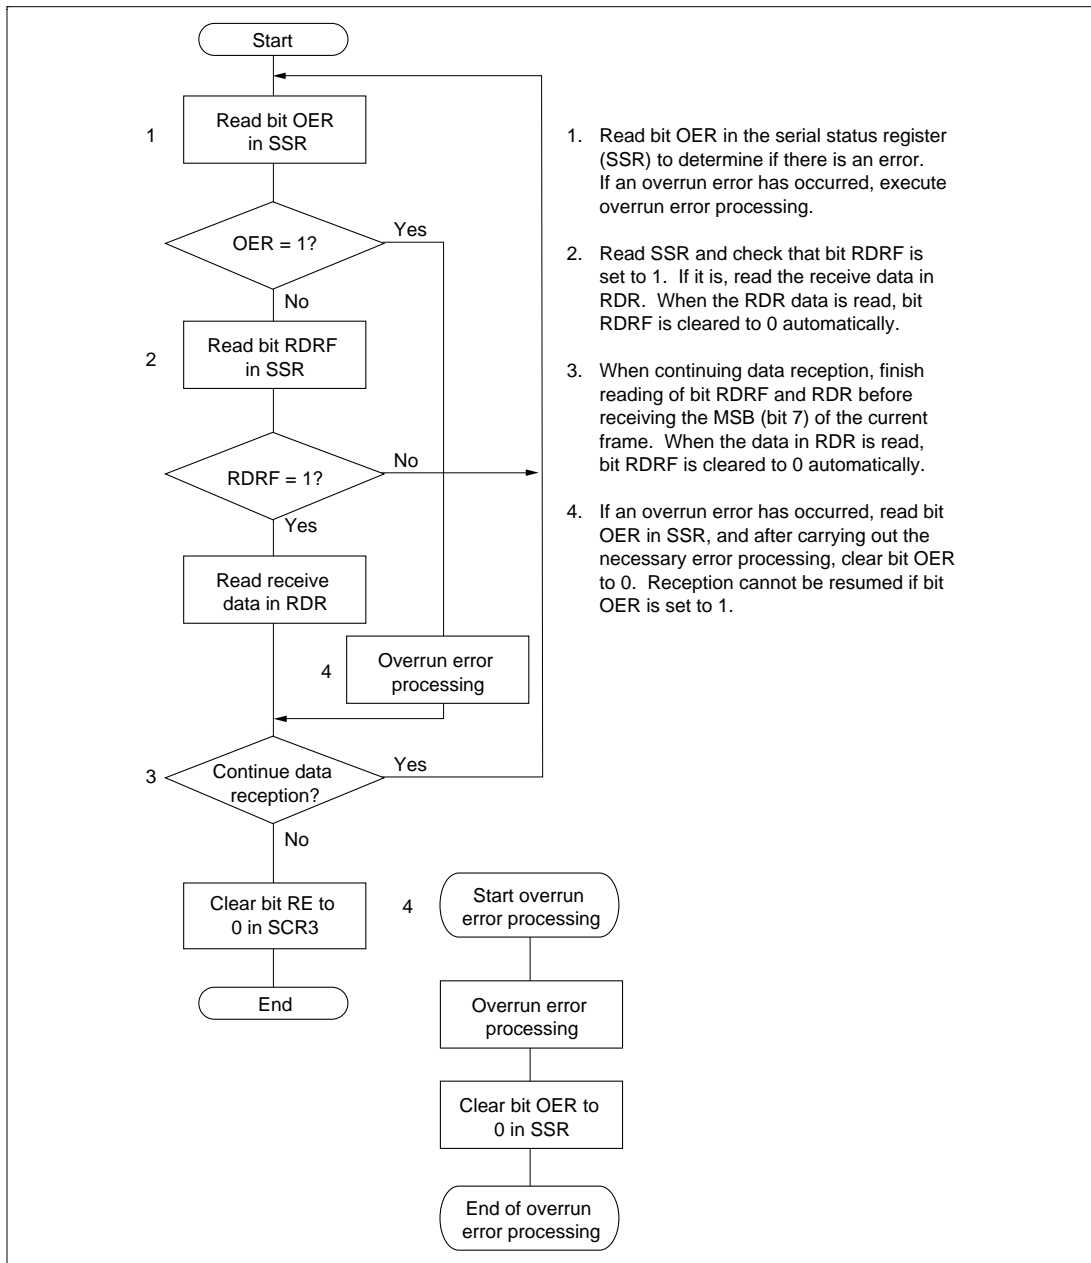 Start
1
Read bit OER
in SSR
OER = 1?
Yes
No
2
Read bit RDRF
in SSR
RDRF = 1?
No
Yes
Read receive
data in RDR
4
Overrun error
processing
3
Continue data
reception?
Yes
No
Clear bit RE to
0 in SCR3
End
4
Start overrun
error processing
Overrun error
processing
Clear bit OER to
0 in SSR
End of overrun
error processing
1. Read bit OER in the serial status register
(SSR) to determine if there is an error.
If an overrun error has occurred, execute
overrun error processing.
2. Read SSR and check that bit RDRF is
set to 1. If it is, read the receive data in
RDR. When the RDR data is read, bit
RDRF is cleared to 0 automatically.
3. When continuing data reception, finish
reading of bit RDRF and RDR before
receiving the MSB (bit 7) of the current
frame. When the data in RDR is read,
bit RDRF is cleared to 0 automatically.
4. If an overrun error has occurred, read bit
OER in SSR, and after carrying out the
necessary error processing, clear bit OER
to 0. Reception cannot be resumed if bit
OER is set to 1.